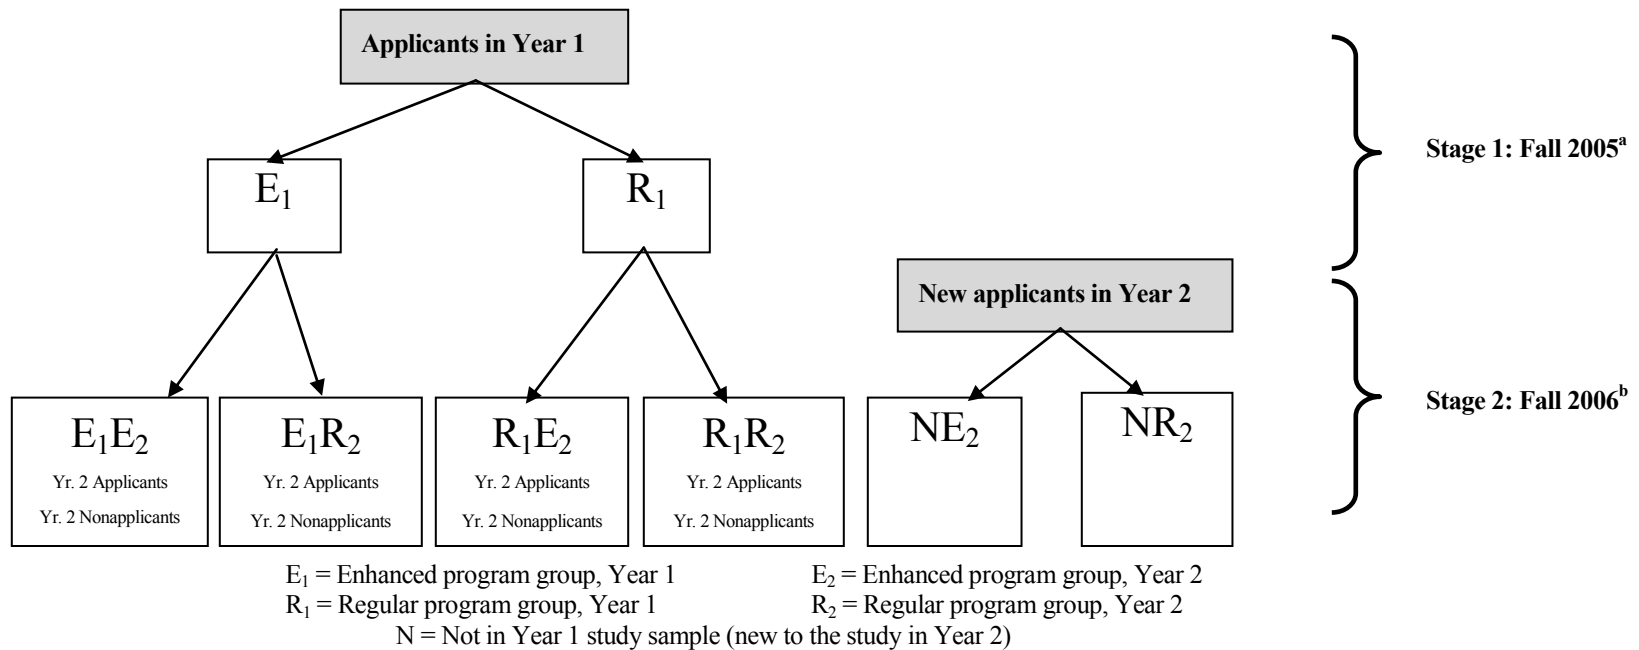 Applicants in Year 1
Stage 1: Fall 2005ᵃ
E₁
R₁
New applicants in Year 2
Stage 2: Fall 2006ᵇ
E₁E₂
Yr. 2 Applicants
Yr. 2 Nonapplicants
E₁R₂
Yr. 2 Applicants
Yr. 2 Nonapplicants
R₁E₂
Yr. 2 Applicants
Yr. 2 Nonapplicants
R₁R₂
Yr. 2 Applicants
Yr. 2 Nonapplicants
NE₂
NR₂
E₁ = Enhanced program group, Year 1
E₂ = Enhanced program group, Year 2
R₁ = Regular program group, Year 1
R₂ = Regular program group, Year 2
N = Not in Year 1 study sample (new to the study in Year 2)